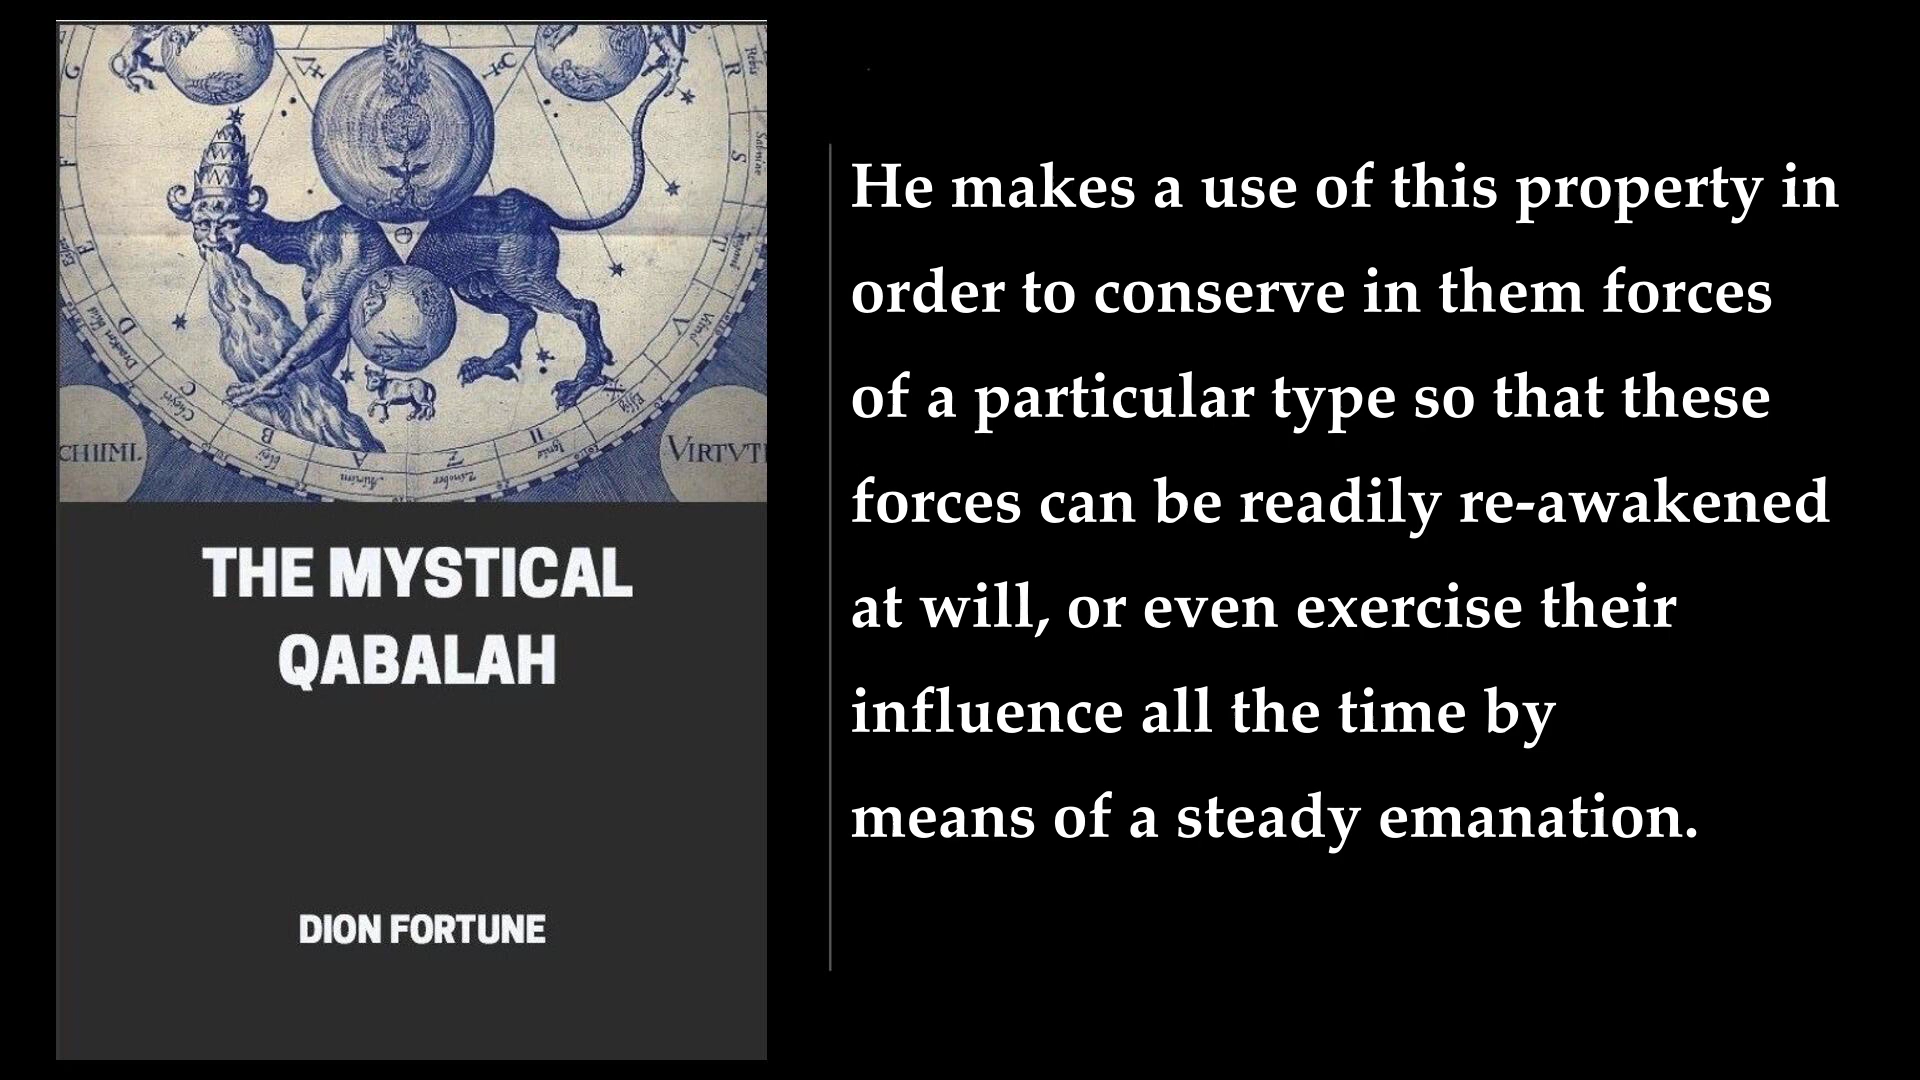 THE MYSTICAL
QABALAH
DION FORTUNE
CHIIMI.
VIRTVTI
G
F
E
D
C
B
A
Z
R
S
T
V
X
II
He makes a use of this property in
order to conserve in them forces
of a particular type so that these
forces can be readily re-awakened
at will, or even exercise their
influence all the time by
means of a steady emanation.